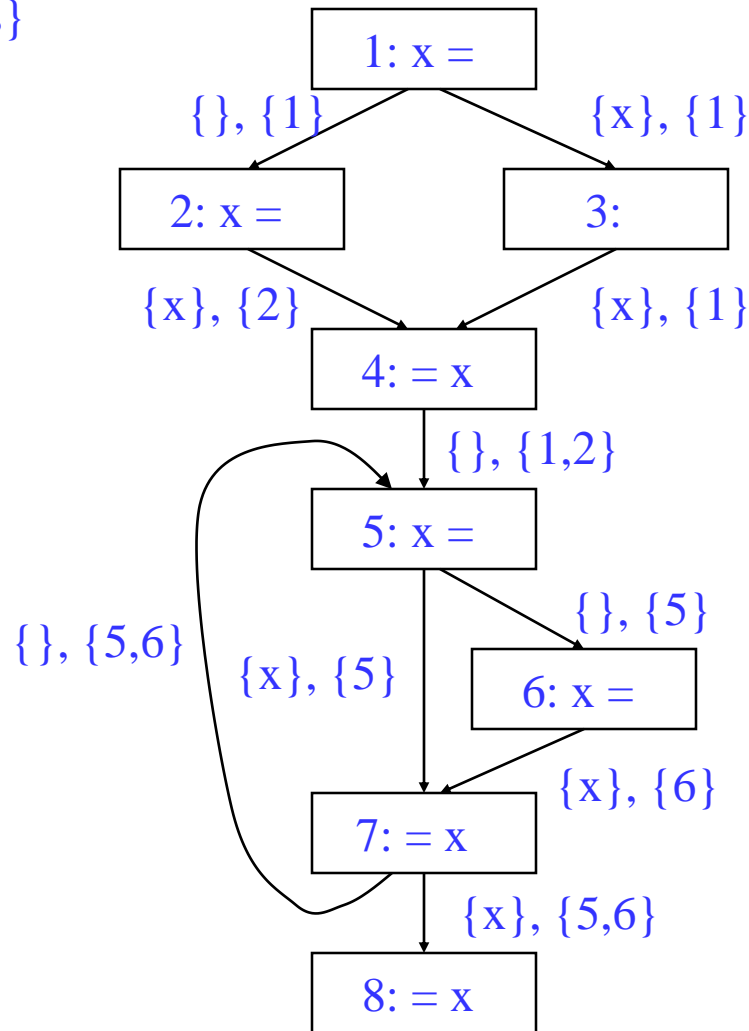 }
1: x =
{}, {1}
{x}, {1}
2: x =
3:
{x}, {2}
{x}, {1}
4: = x
{}, {1,2}
5: x =
{}, {5}
{}, {5,6}
{x}, {5}
6: x =
{x}, {6}
7: = x
{x}, {5,6}
8: = x